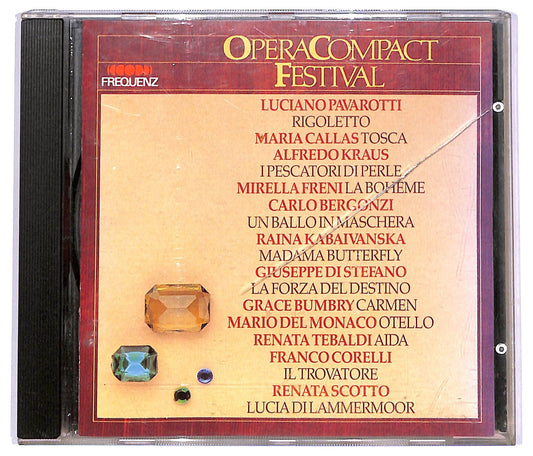 OPERACOMPACT
FESTIVAL
FREQUENZ
LUCIANO PAVAROTTI
RIGOLETTO
MARIA CALLAS TOSCA
ALFREDO KRAUS
I PESCATORI DI PERLE
MIRELLA FRENI LA BOHÈME
CARLO BERGONZI
UN BALLO IN MASCHERA
RAINA KABAIVANSKA
MADAMA BUTTERFLY
GIUSEPPE DI STEFANO
LA FORZA DEL DESTINO
GRACE BUMBRY CARMEN
MARIO DEL MONACO OTELLO
RENATA TEBALDI AIDA
FRANCO CORELLI
IL TROVATORE
RENATA SCOTTO
LUCIA DI LAMMERMOOR